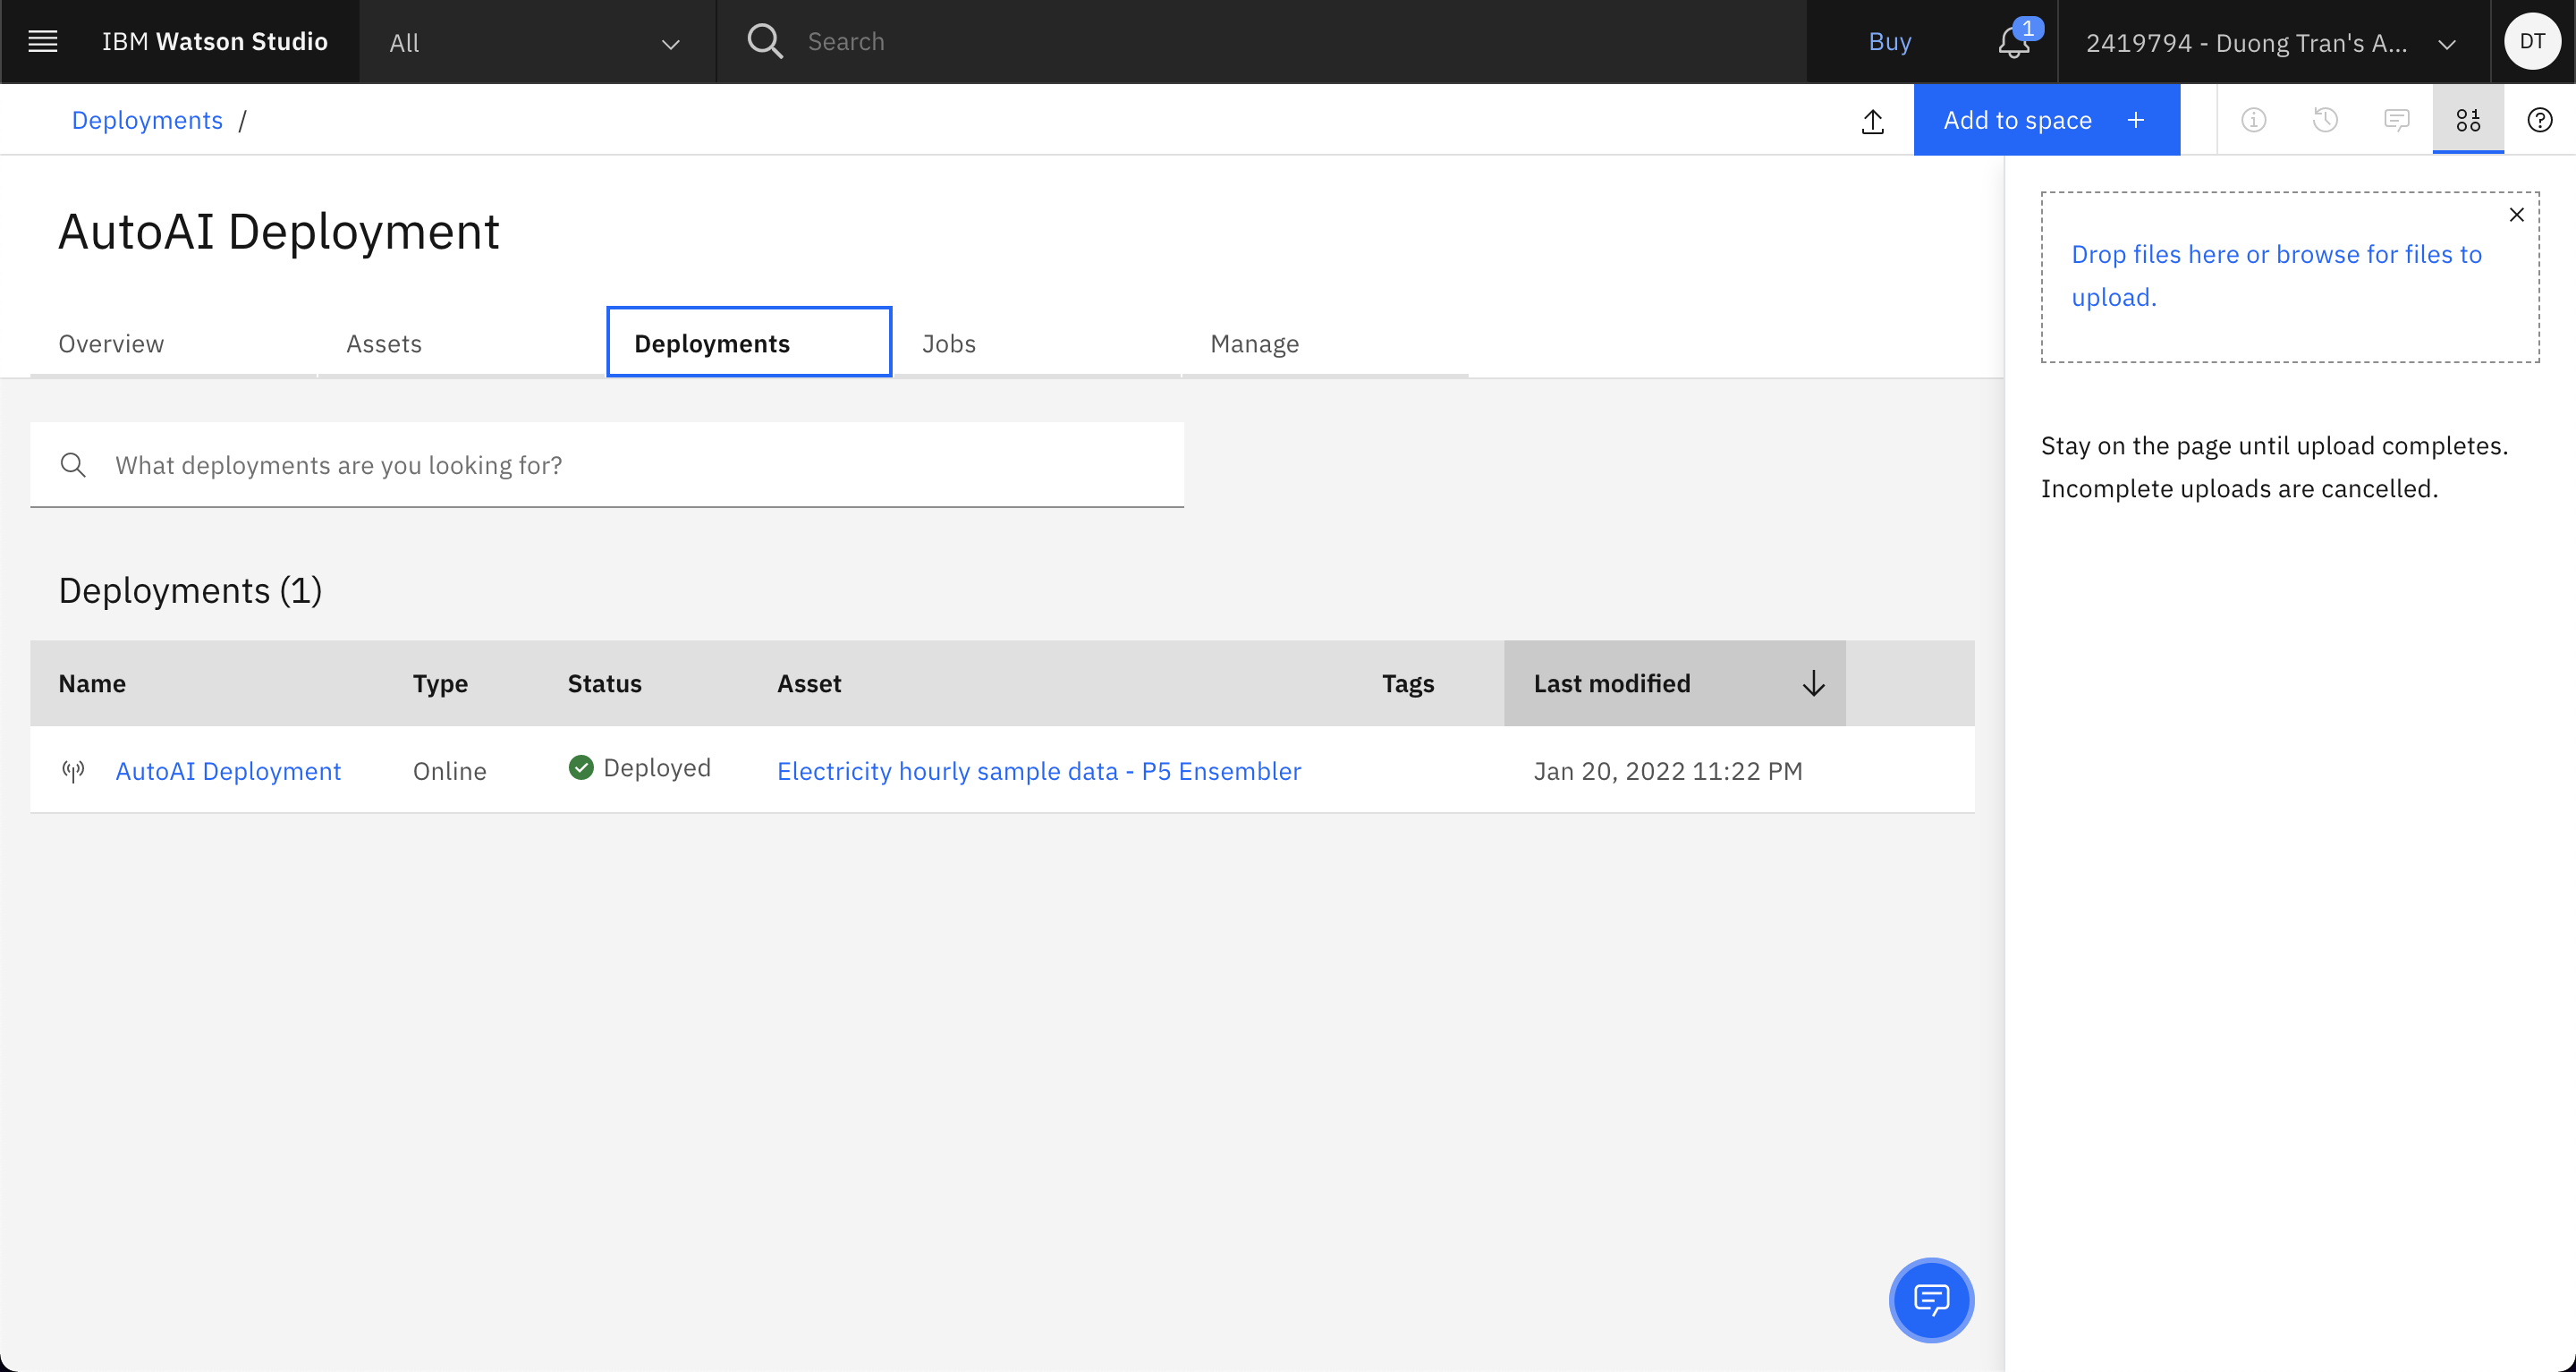 IBM Watson Studio
All
Search
Buy
1
2419794 - Duong Tran's A...
DT
Deployments /
Add to space +
AutoAI Deployment
Overview
Assets
Deployments
Jobs
Manage
Drop files here or browse for files to
upload.
Stay on the page until upload completes.
Incomplete uploads are cancelled.
What deployments are you looking for?
Deployments (1)
Name Type Status Asset Tags Last modified
AutoAI Deployment Online Deployed Electricity hourly sample data - P5 Ensembler Jan 20, 2022 11:22 PM